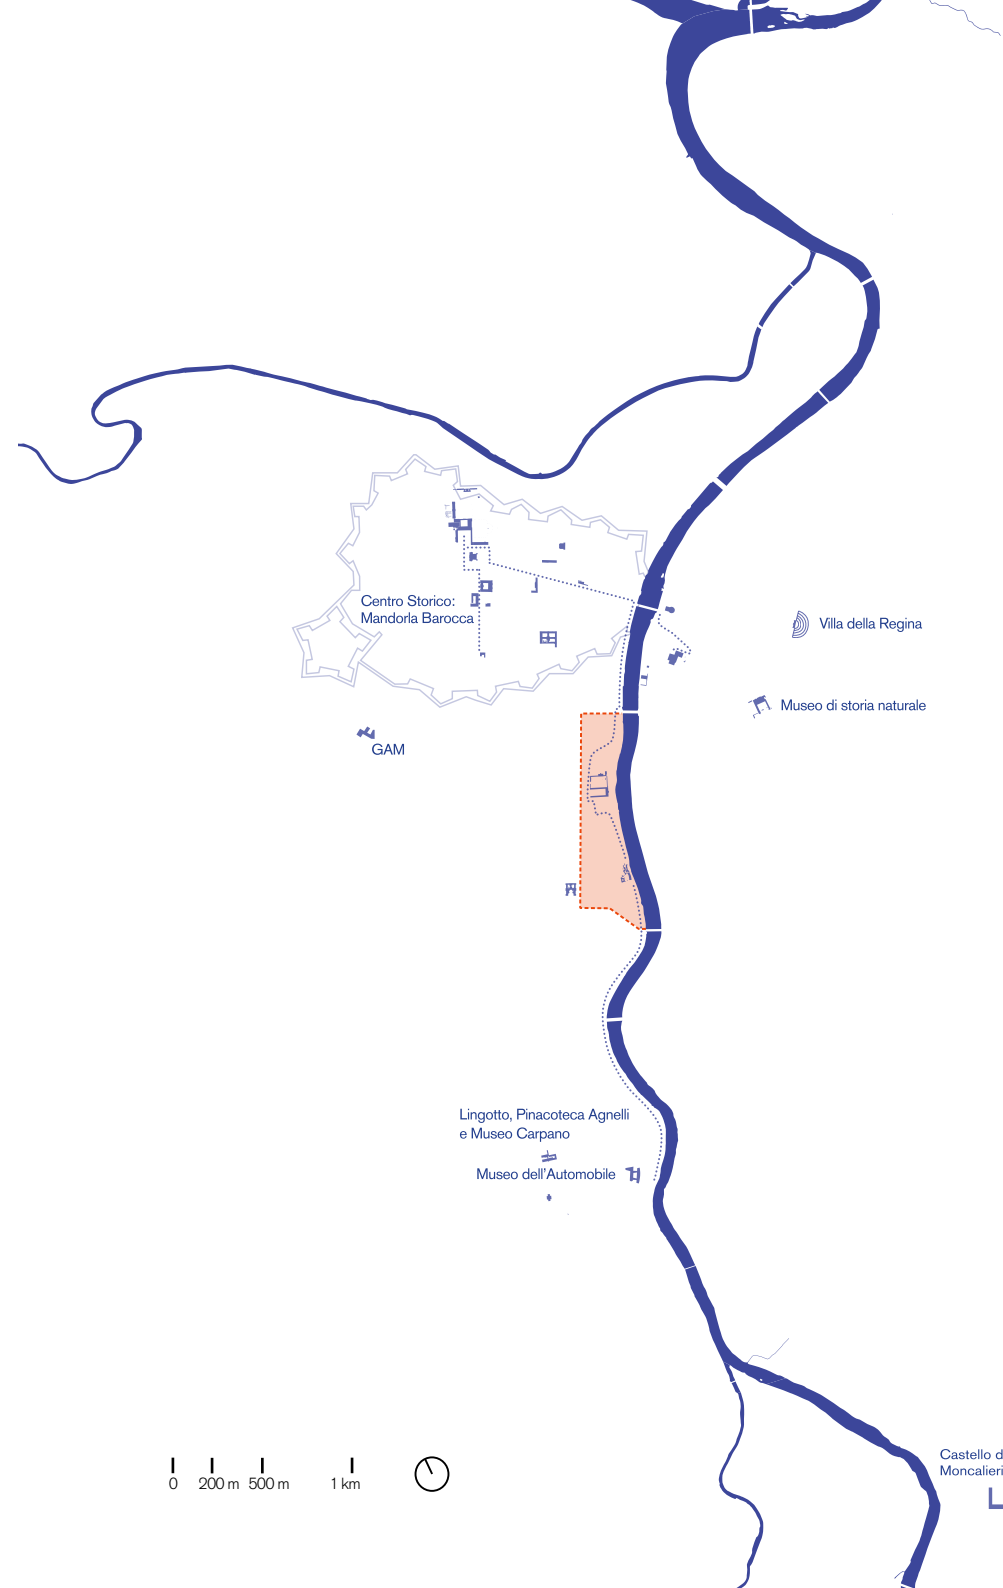 Centro Storico:
Mandorla Barocca
Villa della Regina
Museo di storia naturale
GAM
Lingotto, Pinacoteca Agnelli
e Museo Carpano
Museo dell'Automobile
Castello d
Moncalieri
0 200 m 500 m 1 km